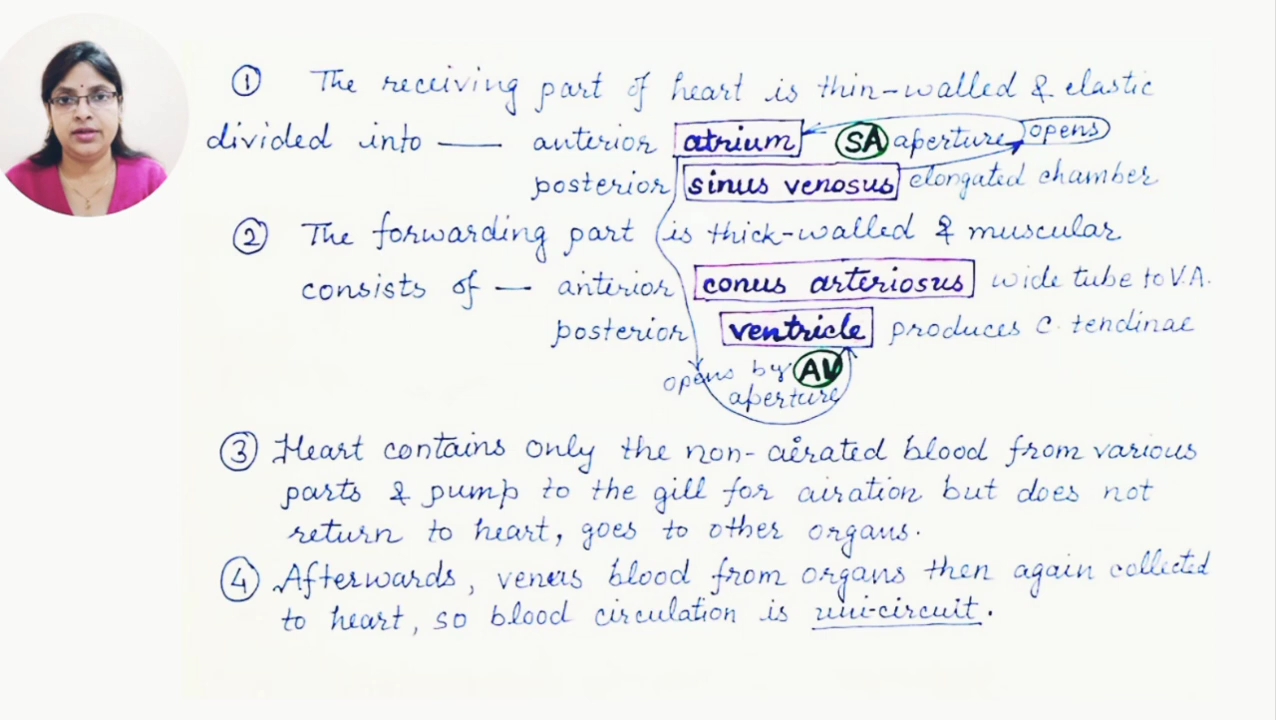 ① The receiving part of heart is thin-walled & elastic
divided into — anterior atrium SA aperture opens
posterior sinus venosus elongated chamber
② The forwarding part is thick-walled & muscular
consists of — anterior conus arteriosus wide tube to V.A.
posterior ventricle produces C. tendinae
opens by AV
aperture
③ Heart contains only the non-aërated blood from various
parts & pump to the gill for airation but does not
return to heart, goes to other organs.
④ Afterwards, blood from organs then again collected
to heart, so blood circulation is uni-circuit.